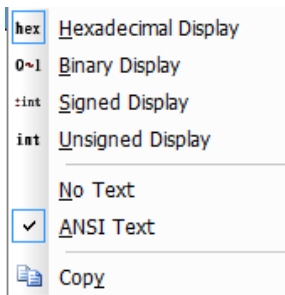 hex Hexadecimal Display
0~1 Binary Display
±int Signed Display
int Unsigned Display
No Text
ANSI Text
Copy